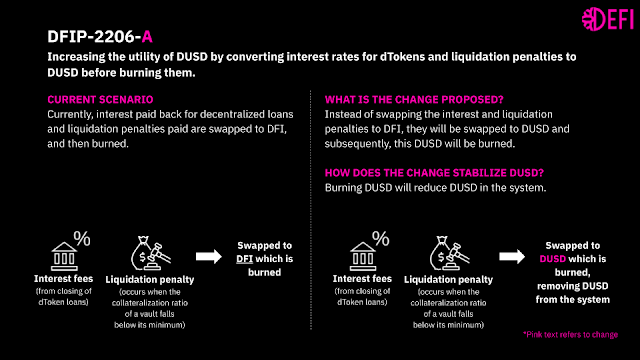 DEFI
DFIP-2206-A
Increasing the utility of DUSD by converting interest rates for dTokens and liquidation penalties to
DUSD before burning them.
CURRENT SCENARIO
Currently, interest paid back for decentralized loans
and liquidation penalties paid are swapped to DFI,
and then burned.
WHAT IS THE CHANGE PROPOSED?
Instead of swapping the interest and liquidation
penalties to DFI, they will be swapped to DUSD and
subsequently, this DUSD will be burned.
HOW DOES THE CHANGE STABILIZE DUSD?
Burning DUSD will reduce DUSD in the system.
%
Interest fees
(from closing of
dToken loans)
$
Liquidation penalty
(occurs when the
collateralization ratio
of a vault falls
below its minimum)
Swapped to
DFI which is
burned
%
Interest fees
(from closing of
dToken loans)
$
Liquidation penalty
(occurs when the
collateralization ratio
of a vault falls
below its minimum)
Swapped to
DUSD which is
burned,
removing DUSD
from the system
*Pink text refers to change